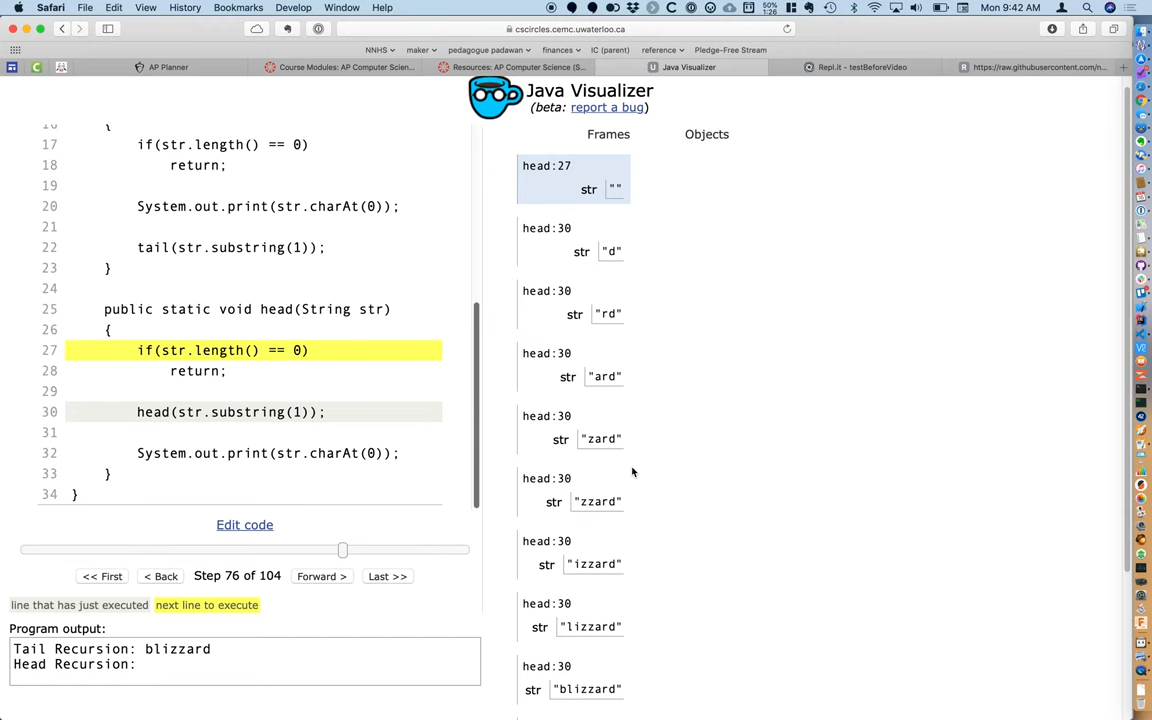 Safari File Edit View History Bookmarks Develop Window Help
50% 1:26
Mon 9:42 AM
cscircles.cemc.uwaterloo.ca
NNHS maker pedagogue padawan finances IC (parent) reference Pledge-Free Stream
AP Planner
Course Modules: AP Computer Scien...
Resources: AP Computer Science (S...
Java Visualizer
Repl.it - testBeforeVideo
https://raw.githubusercontent.com/n...
Java Visualizer
(beta: report a bug)
16 {
17 if(str.length() == 0)
18 return;
19
20 System.out.print(str.charAt(0));
21
22 tail(str.substring(1));
23 }
24
25 public static void head(String str)
26 {
27 if(str.length() == 0)
28 return;
29
30 head(str.substring(1));
31
32 System.out.print(str.charAt(0));
33 }
34 }
Edit code
<< First < Back Step 76 of 104 Forward > Last >>
line that has just executed next line to execute
Program output:
Tail Recursion: blizzard
Head Recursion:
Frames Objects
head:27
str ""
head:30
str "d"
head:30
str "rd"
head:30
str "ard"
head:30
str "zard"
head:30
str "zzard"
head:30
str "izzard"
head:30
str "lizzard"
head:30
str "blizzard"